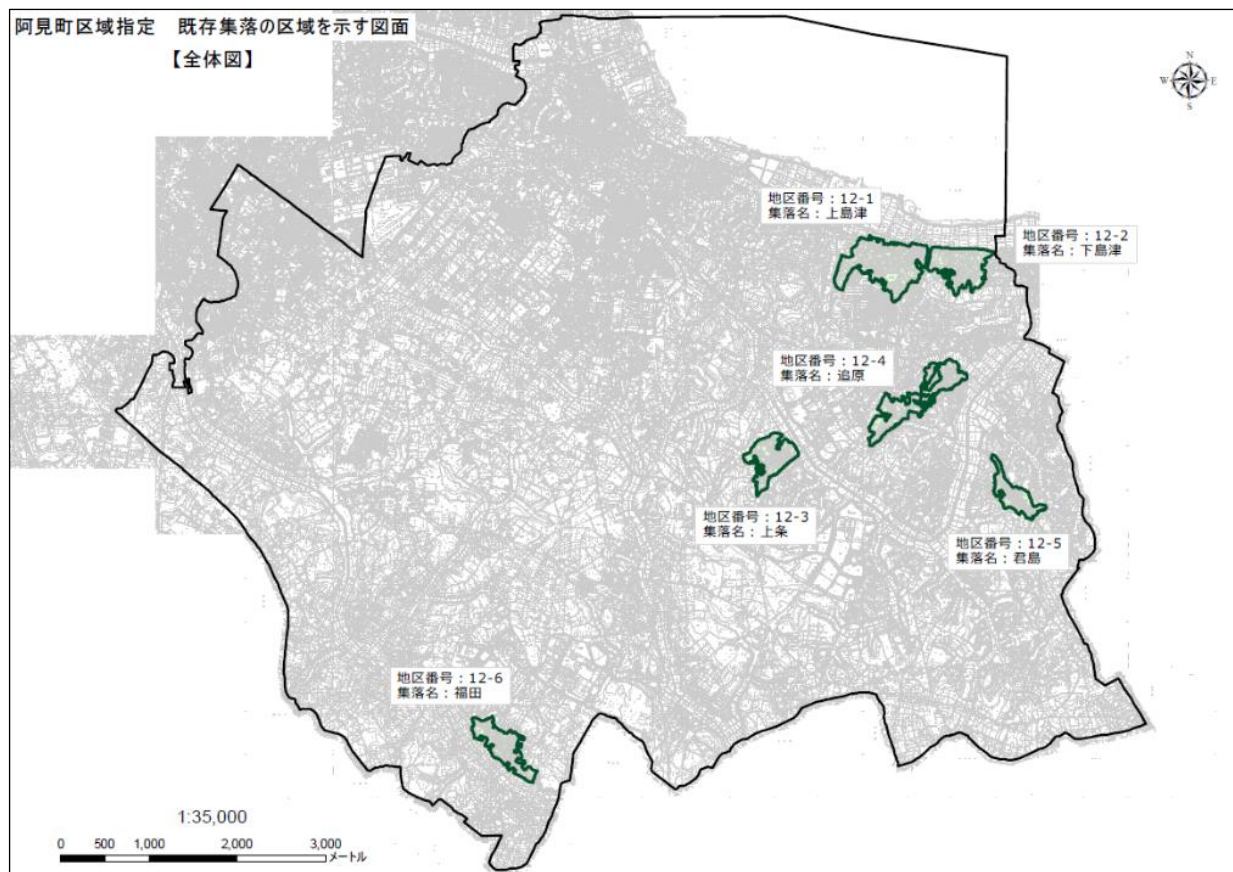 阿見町区域指定　既存集落の区域を示す図面
【全体図】
N
W E
S
地区番号：12-1
集落名：上島津
地区番号：12-2
集落名：下島津
地区番号：12-4
集落名：追原
地区番号：12-3
集落名：上条
地区番号：12-5
集落名：君島
地区番号：12-6
集落名：福田
1:35,000
0 500 1,000 2,000 3,000
メートル